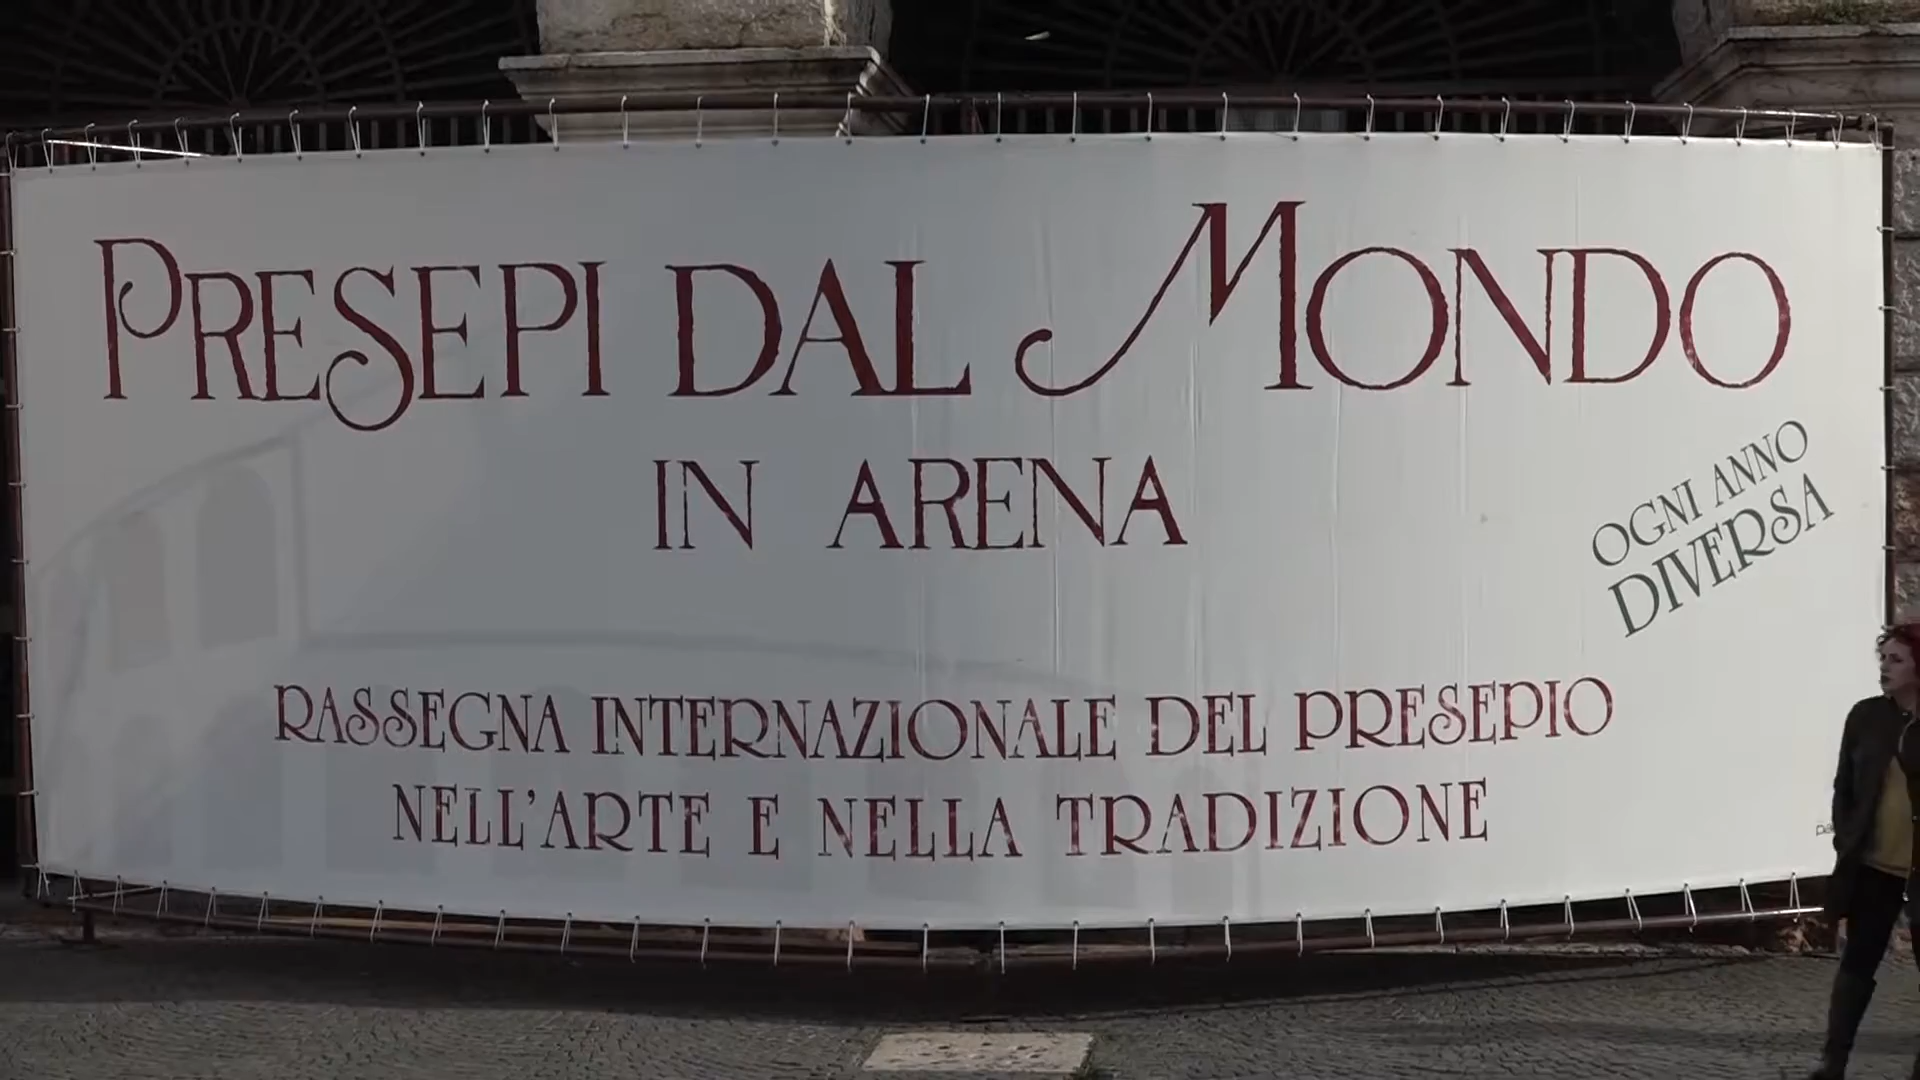 PRESEPI DAL MONDO
IN ARENA
OGNI ANNO
DIVERSA
RASSEGNA INTERNAZIONALE DEL PRESEPIO
NELL'ARTE E NELLA TRADIZIONE